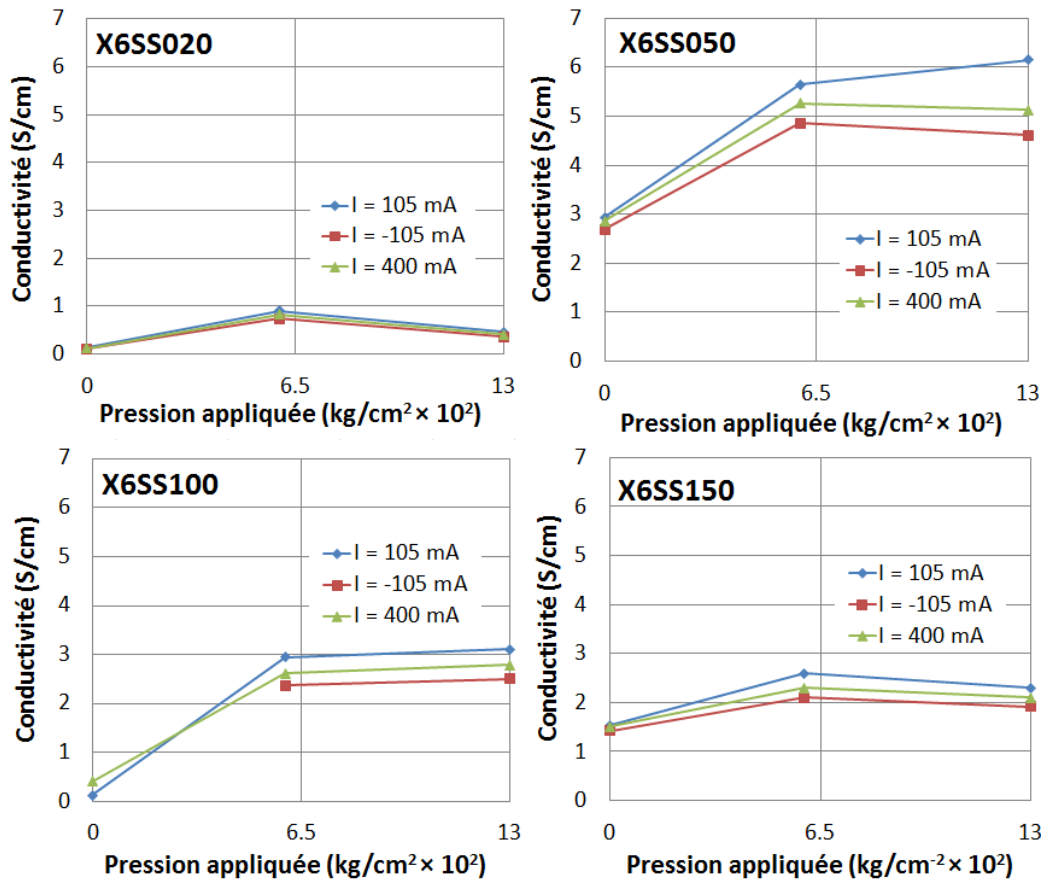 X6SS020
Conductivité (S/cm)
7
6
5
4
3
2
1
0
I = 105 mA
I = -105 mA
I = 400 mA
0 6.5 13
Pression appliquée (kg/cm² × 10²)
X6SS050
Conductivité (S/cm)
7
6
5
4
3
2
1
0
I = 105 mA
I = -105 mA
I = 400 mA
0 6.5 13
Pression appliquée (kg/cm² × 10²)
X6SS100
Conductivité (S/cm)
7
6
5
4
3
2
1
0
I = 105 mA
I = -105 mA
I = 400 mA
0 6.5 13
Pression appliquée (kg/cm² × 10²)
X6SS150
Conductivité (S/cm)
7
6
5
4
3
2
1
0
I = 105 mA
I = -105 mA
I = 400 mA
0 6.5 13
Pression appliquée (kg/cm⁻² × 10²)